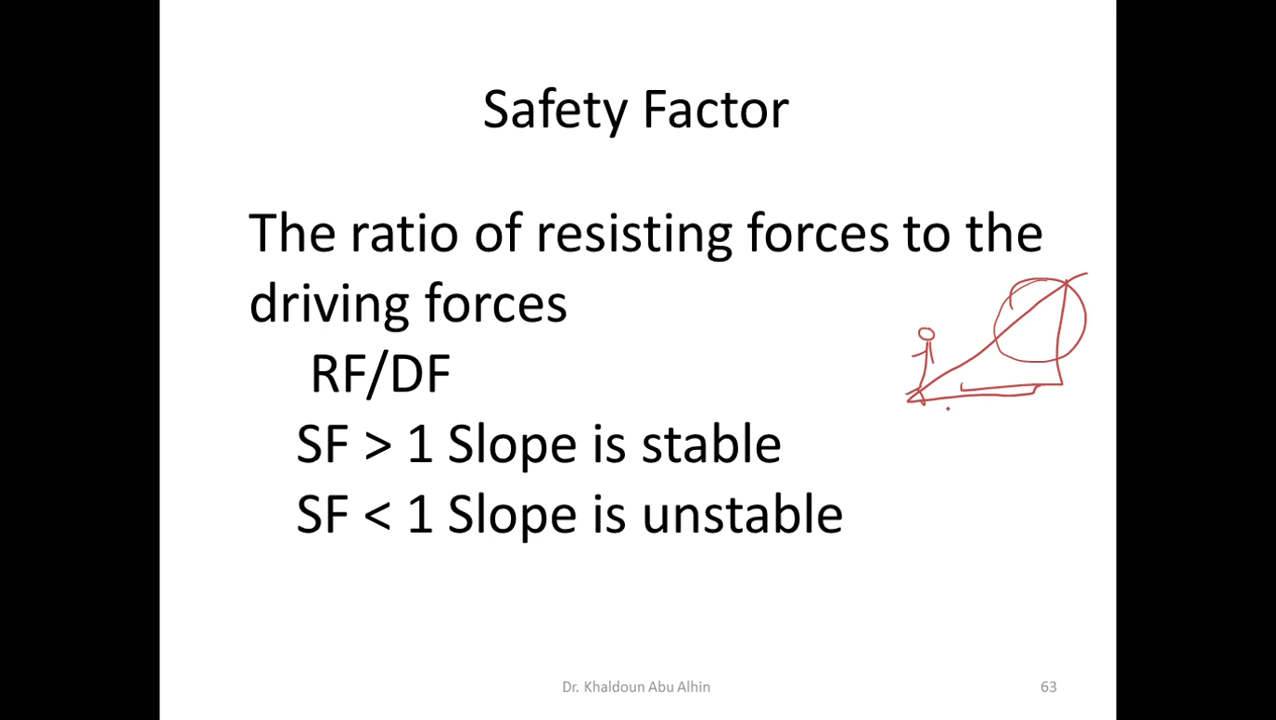 Safety Factor
The ratio of resisting forces to the
driving forces
RF/DF
SF > 1 Slope is stable
SF < 1 Slope is unstable
Dr. Khaldoun Abu Alhin
63